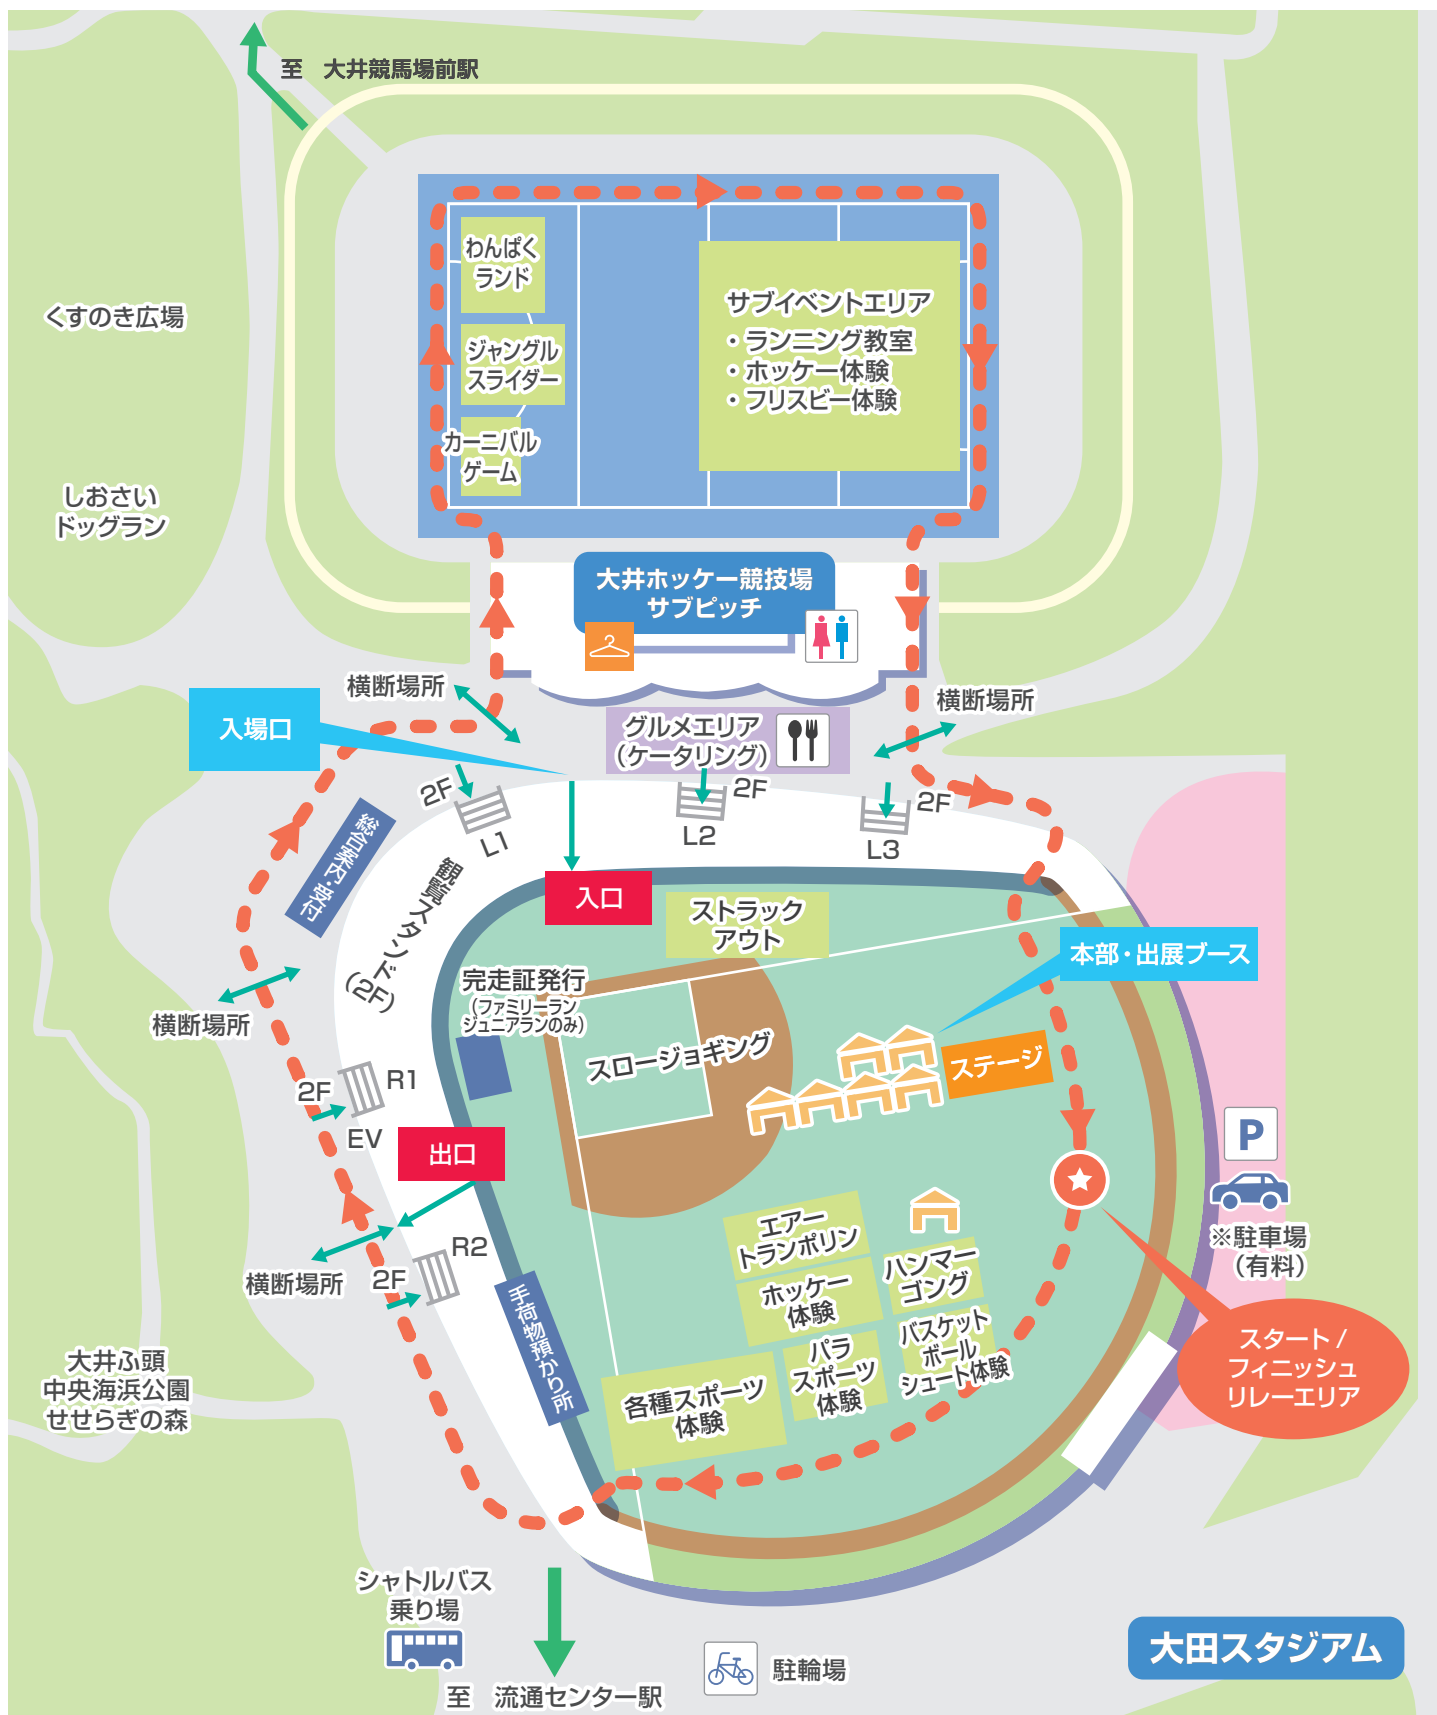 至　大井競馬場前駅
わんぱく
ランド
ジャングル
スライダー
カーニバル
ゲーム
サブイベントエリア
・ランニング教室
・ホッケー体験
・フリスビー体験
くすのき広場
しおさい
ドッグラン
大井ホッケー競技場
サブピッチ
横断場所
横断場所
入場口
グルメエリア
（ケータリング）
2F
L1
2F
L2
2F
L3
総合案内・受付
観覧スタンド
（2F）
入口
ストラック
アウト
本部・出展ブース
完走証発行
（ファミリーラン
ジュニアランのみ）
スロージョギング
ステージ
横断場所
2F
R1
EV
出口
P
※駐車場
（有料）
R2
2F
横断場所
手荷物預かり所
エアー
トランポリン
ハンマー
ゴング
ホッケー
体験
バスケット
ボール
シュート体験
パラ
スポーツ
体験
各種スポーツ
体験
スタート /
フィニッシュ
リレーエリア
大井ふ頭
中央海浜公園
せせらぎの森
シャトルバス
乗り場
至　流通センター駅
駐輪場
大田スタジアム